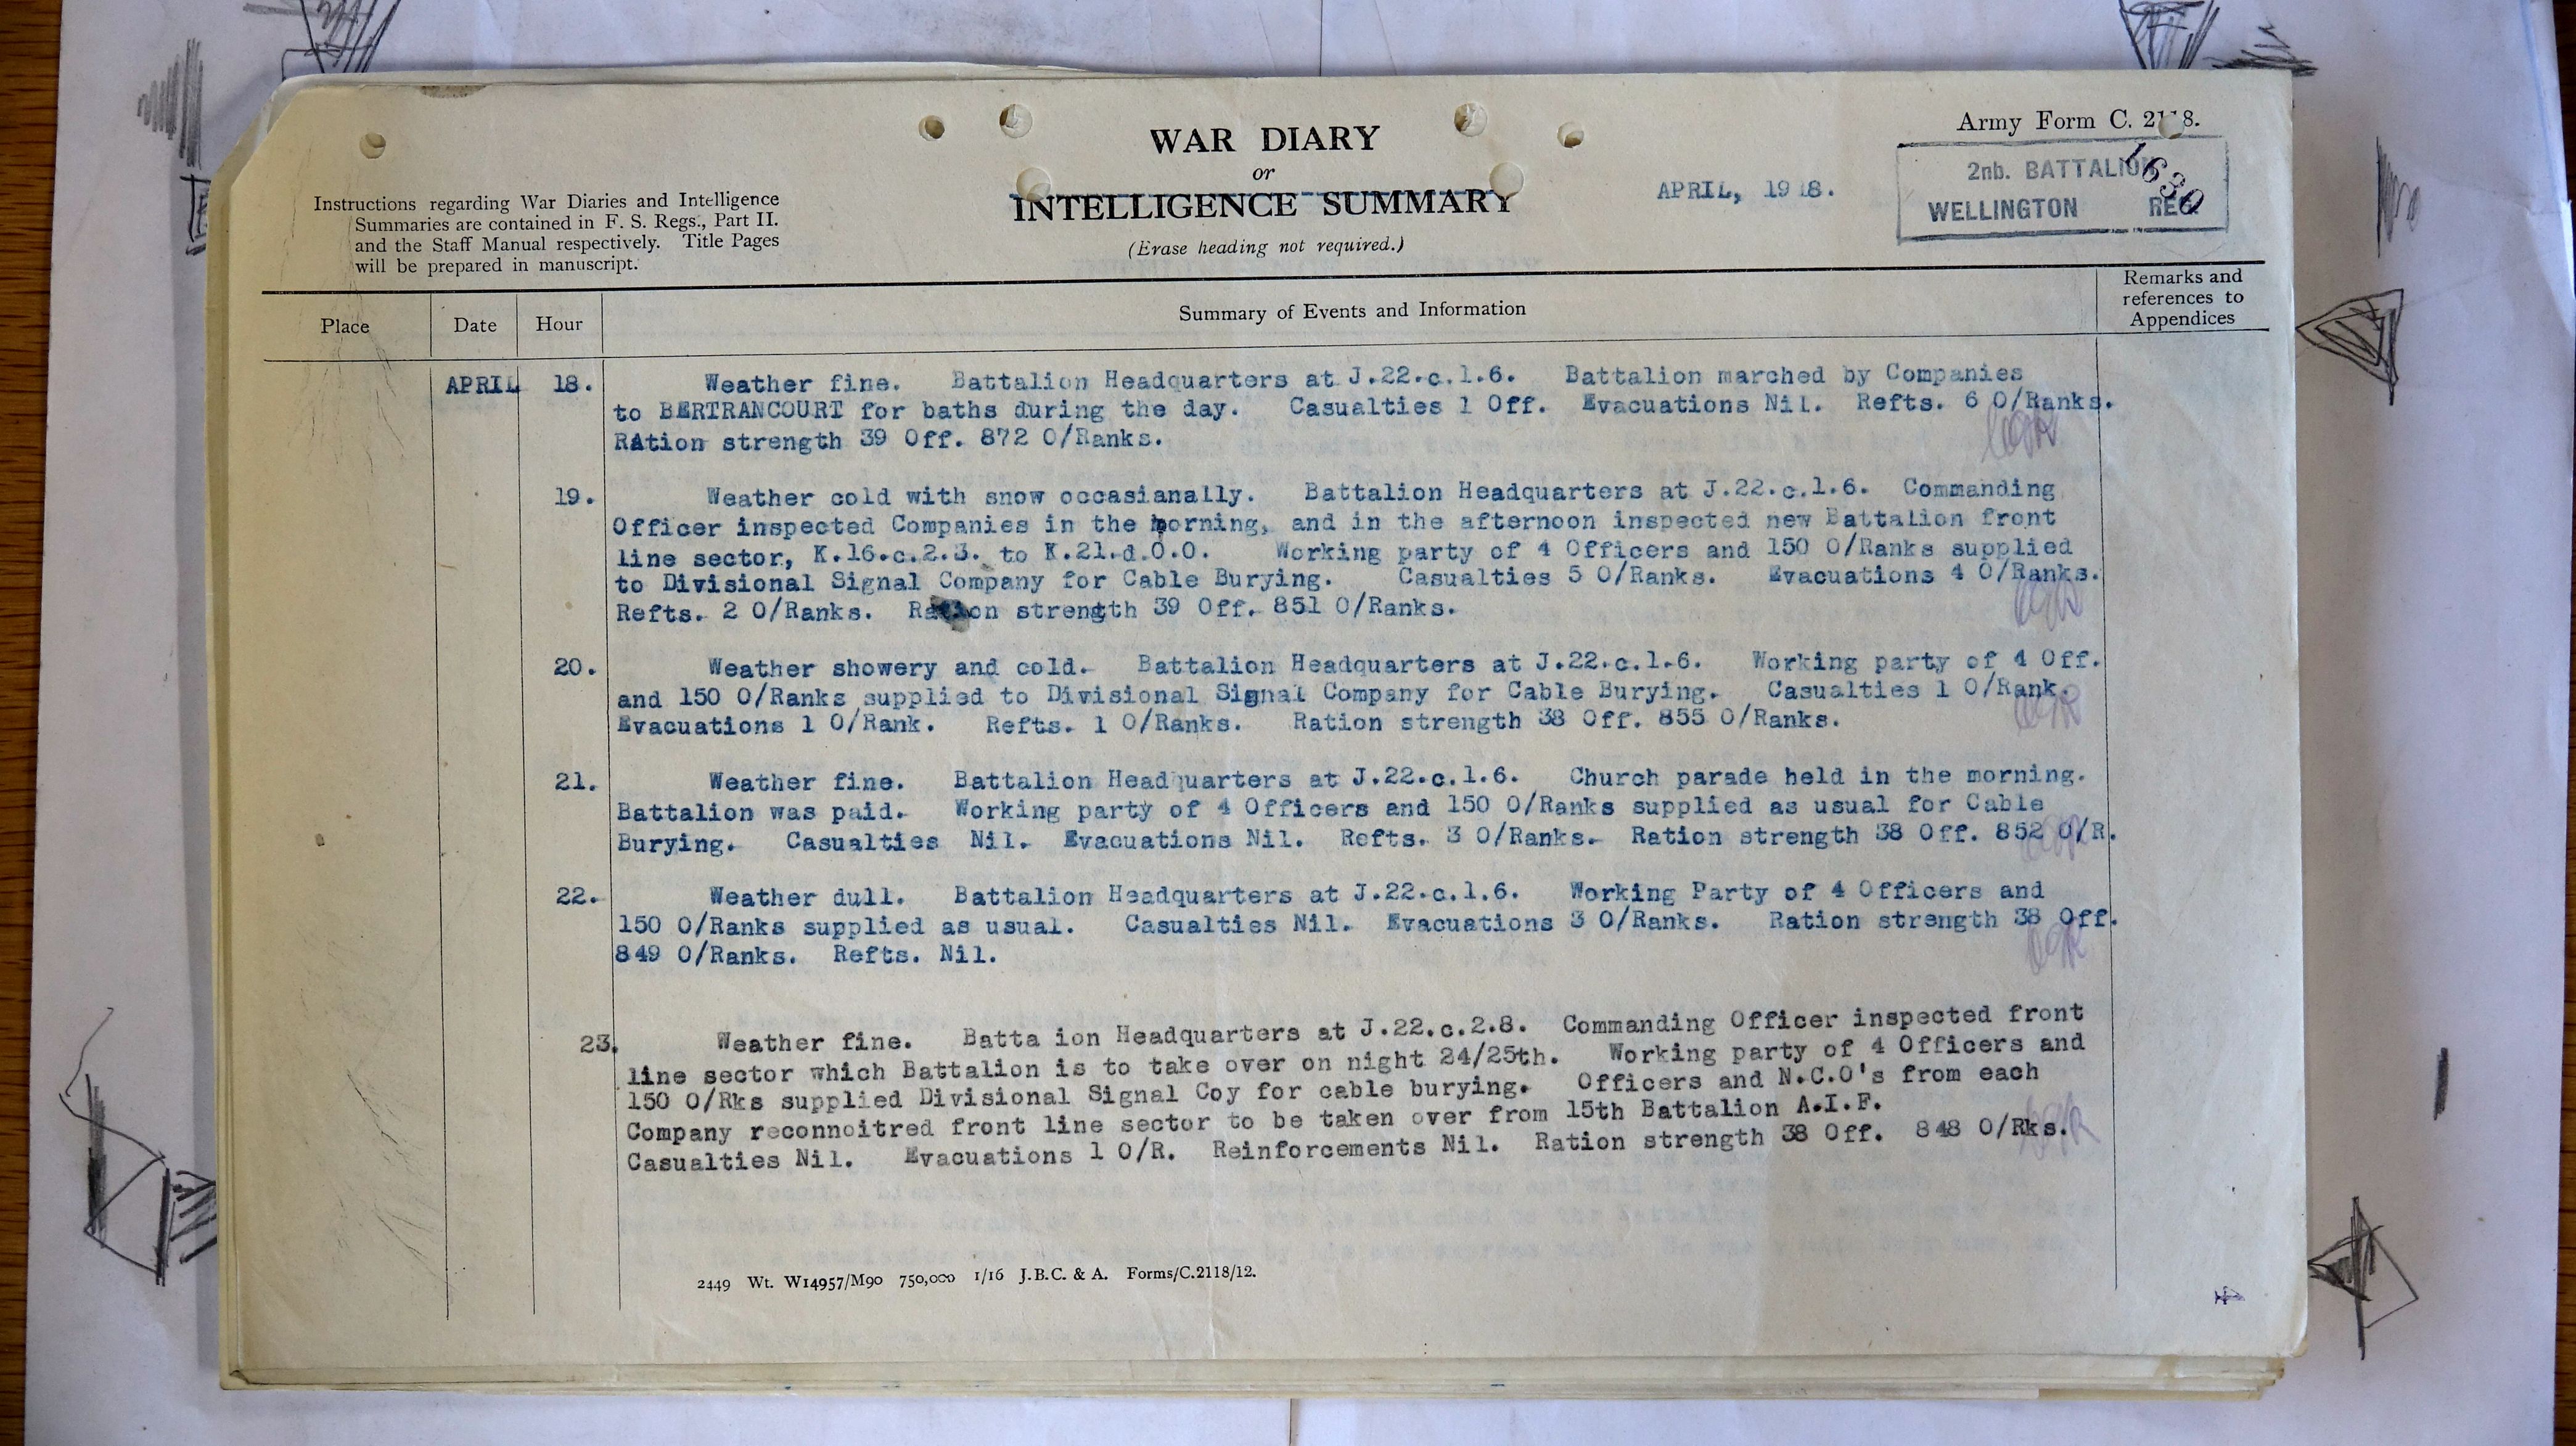 Army Form C. 2118.
WAR DIARY
or
INTELLIGENCE SUMMARY
(Erase heading not required.)
Instructions regarding War Diaries and Intelligence
Summaries are contained in F. S. Regs., Part II.
and the Staff Manual respectively. Title Pages
will be prepared in manuscript.
APRIL, 1918.
2nb. BATTALION
WELLINGTON REG.
1630
Place Date Hour Summary of Events and Information Remarks and
references to
Appendices
APRIL 18. Weather fine. Battalion Headquarters at J.22.c.1.6. Battalion marched by Companies
to BERTRANCOURT for baths during the day. Casualties 1 Off. Evacuations Nil. Refts. 6 O/Ranks.
RAtion strength 39 Off. 872 O/Ranks.
19. Weather cold with snow occasianally. Battalion Headquarters at J.22.c.1.6. Commanding
Officer inspected Companies in the morning, and in the afternoon inspected new Battalion front
line sector, K.16.c.2.3. to K.21.d.0.0. Working party of 4 Officers and 150 O/Ranks supplied
to Divisional Signal Company for Cable Burying. Casualties 5 O/Ranks. Evacuations 4 O/Ranks.
Refts. 2 O/Ranks. Ration strength 39 Off. 851 O/Ranks.
20. Weather showery and cold. Battalion Headquarters at J.22.c.1.6. Working party of 4 Off.
and 150 O/Ranks supplied to Divisional Signal Company for Cable Burying. Casualties 1 O/Rank.
Evacuations 1 O/Rank. Refts. 1 O/Ranks. Ration strength 38 Off. 855 O/Ranks.
21. Weather fine. Battalion Headquarters at J.22.c.1.6. Church parade held in the morning.
Battalion was paid. Working party of 4 Officers and 150 O/Ranks supplied as usual for Cable
Burying. Casualties Nil. Evacuations Nil. Refts. 3 O/Ranks. Ration strength 38 Off. 852 O/R.
22. Weather dull. Battalion Headquarters at J.22.c.1.6. Working Party of 4 Officers and
150 O/Ranks supplied as usual. Casualties Nil. Evacuations 3 O/Ranks. Ration strength 38 Off.
849 O/Ranks. Refts. Nil.
23. Weather fine. Batta ion Headquarters at J.22.c.2.8. Commanding Officer inspected front
line sector which Battalion is to take over on night 24/25th. Working party of 4 Officers and
150 O/Rks supplied Divisional Signal Coy for cable burying. Officers and N.C.O's from each
Company reconnoitred front line sector to be taken over from 15th Battalion A.I.F.
Casualties Nil. Evacuations 1 O/R. Reinforcements Nil. Ration strength 38 Off. 848 O/Rks.
2449 Wt. W14957/M90 750,000 1/16 J.B.C. & A. Forms/C.2118/12.